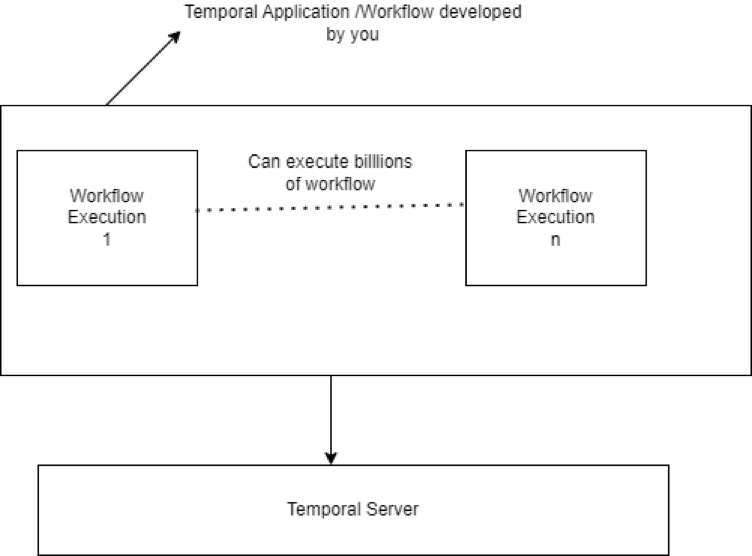 Temporal Application /Workflow developed
by you
Can execute billlions
of workflow
Workflow
Execution
1
Workflow
Execution
n
Temporal Server